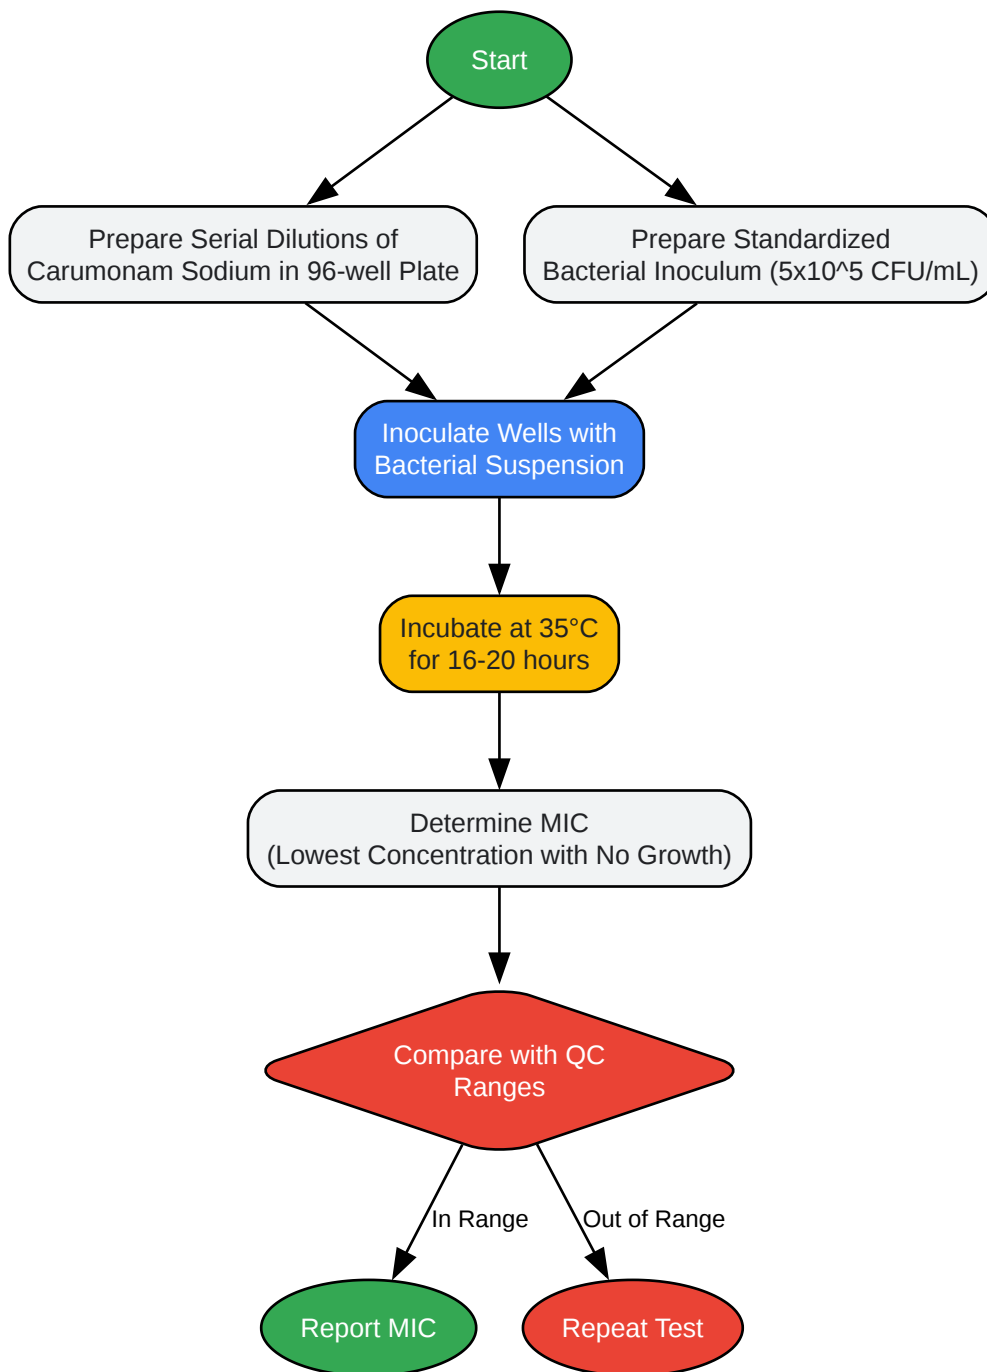 Start
Prepare Serial Dilutions of
Carumonam Sodium in 96-well Plate
Prepare Standardized
Bacterial Inoculum (5x10^5 CFU/mL)
Inoculate Wells with
Bacterial Suspension
Incubate at 35°C
for 16-20 hours
Determine MIC
(Lowest Concentration with No Growth)
Compare with QC
Ranges
In Range
Out of Range
Report MIC
Repeat Test